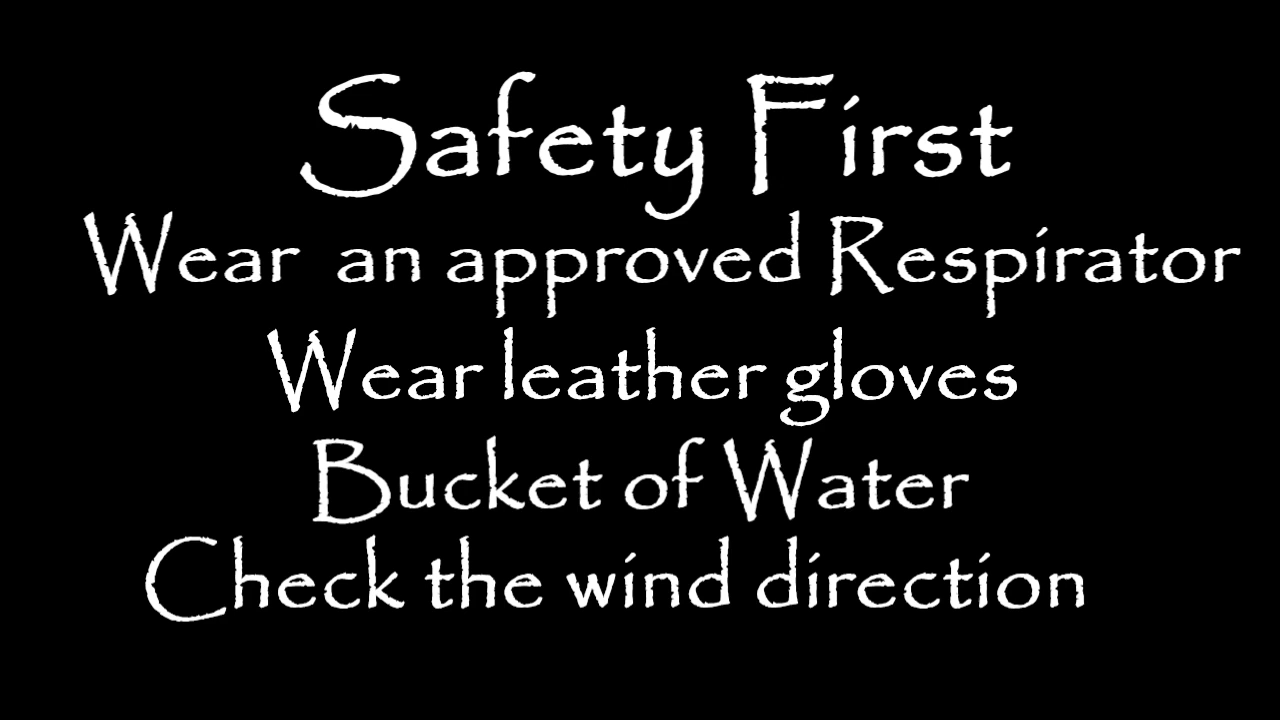 Safety First
Wear an approved Respirator
Wear leather gloves
Bucket of Water
Check the wind direction